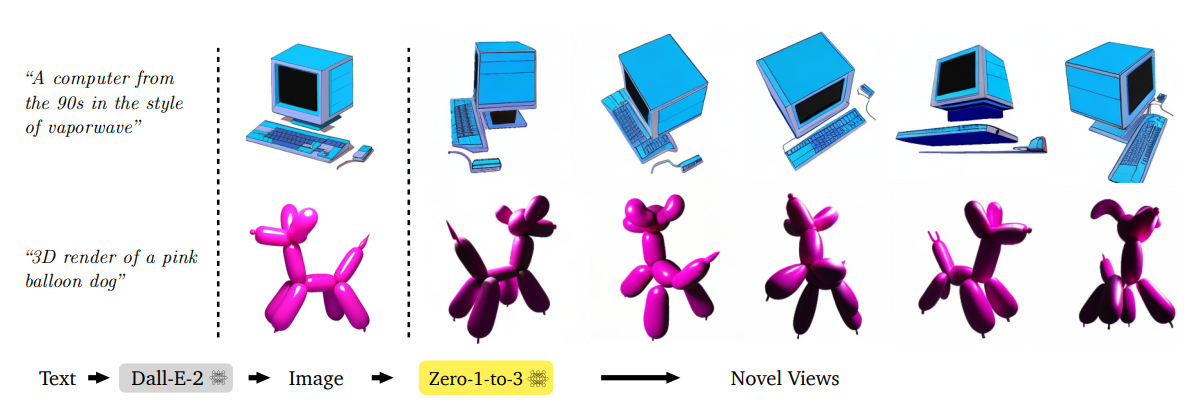 “A computer from
the 90s in the style
of vaporwave”
“3D render of a pink
balloon dog”
Text
Dall-E-2
Image
Zero-1-to-3
Novel Views